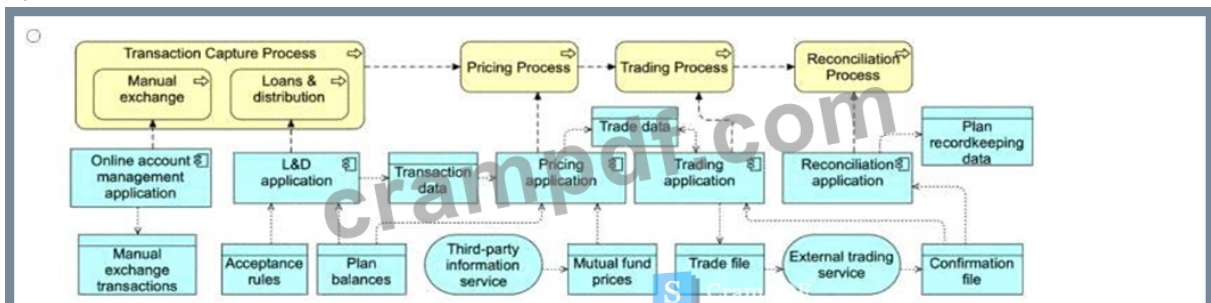 Transaction Capture Process
Manual
exchange
Loans &
distribution
Pricing Process
Trading Process
Reconciliation
Process
Online account
management
application
L&D
application
Transaction
data
Pricing
application
Trade data
Trading
application
Reconciliation
application
Plan
recordkeeping
data
Manual
exchange
transactions
Acceptance
rules
Plan
balances
Third-party
information
service
Mutual fund
prices
Trade file
External trading
service
Confirmation
file
crampdf.com
S